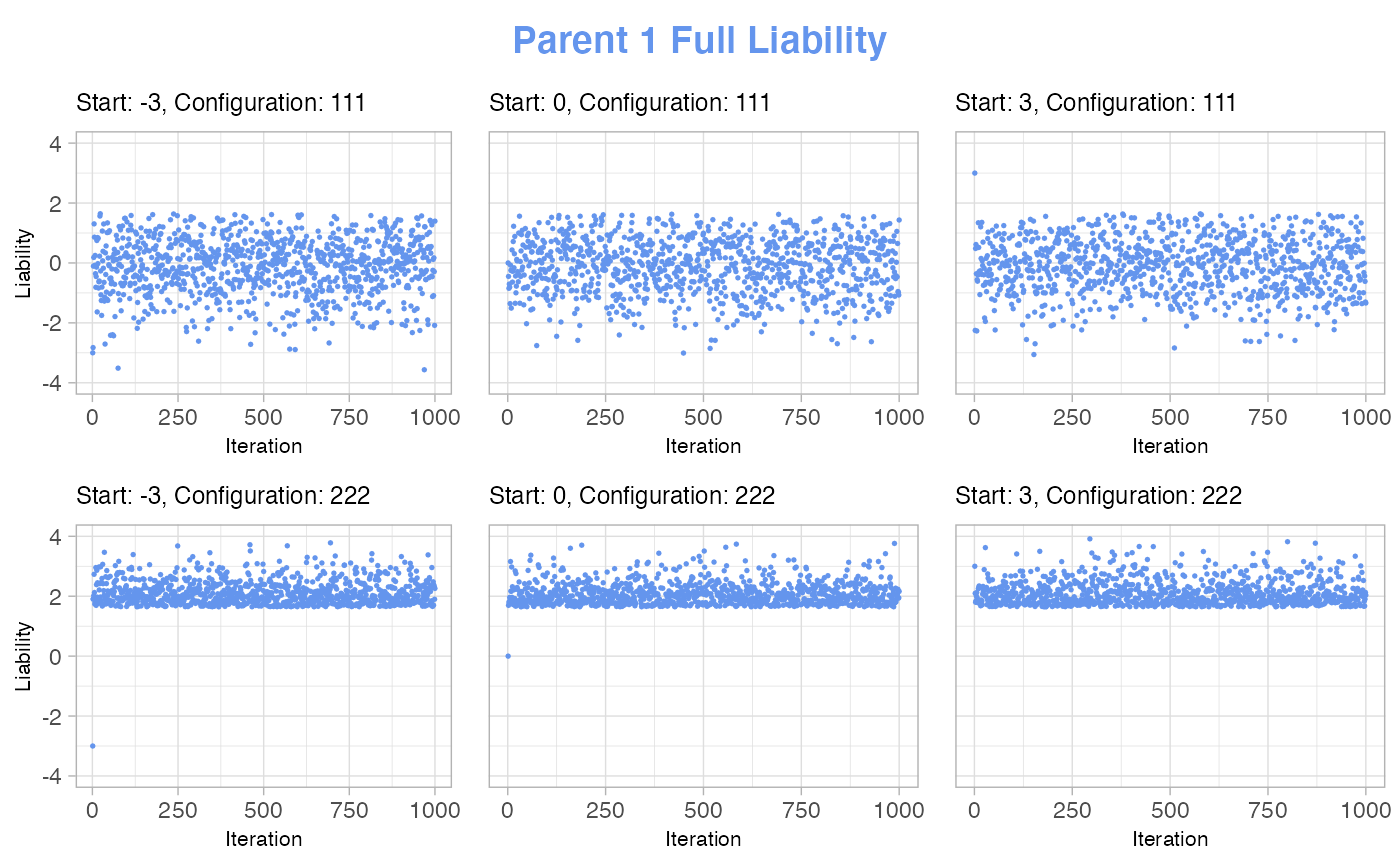 Parent 1 Full Liability
Start: -3, Configuration: 111
Start: 0, Configuration: 111
Start: 3, Configuration: 111
Liability
4
2
0
-2
-4
0 250 500 750 1000
0 250 500 750 1000
0 250 500 750 1000
Iteration
Iteration
Iteration
Start: -3, Configuration: 222
Start: 0, Configuration: 222
Start: 3, Configuration: 222
Liability
4
2
0
-2
-4
0 250 500 750 1000
0 250 500 750 1000
0 250 500 750 1000
Iteration
Iteration
Iteration